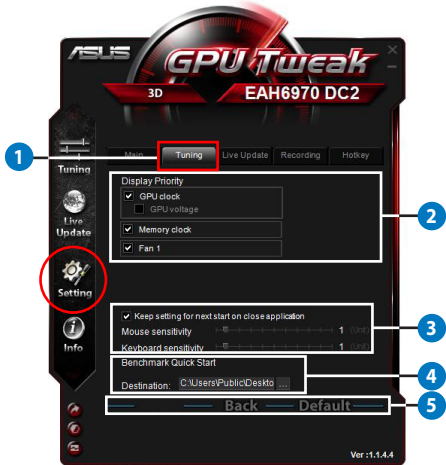 ASUS
GPU Tweak
3D EAH6970 DC2
1
Main Tuning Live Update Recording Hotkey
Tuning
Display Priority
GPU clock
GPU voltage
2
Memory clock
Fan 1
Live
Update
Setting
Keep setting for next start on close application
Mouse sensitivity 1 (Unit)
3
Keyboard sensitivity 1 (Unit)
Info
Benchmark Quick Start
4
Destination: C:\Users\Public\Deskto ...
Back Default
5
Ver :1.1.4.4